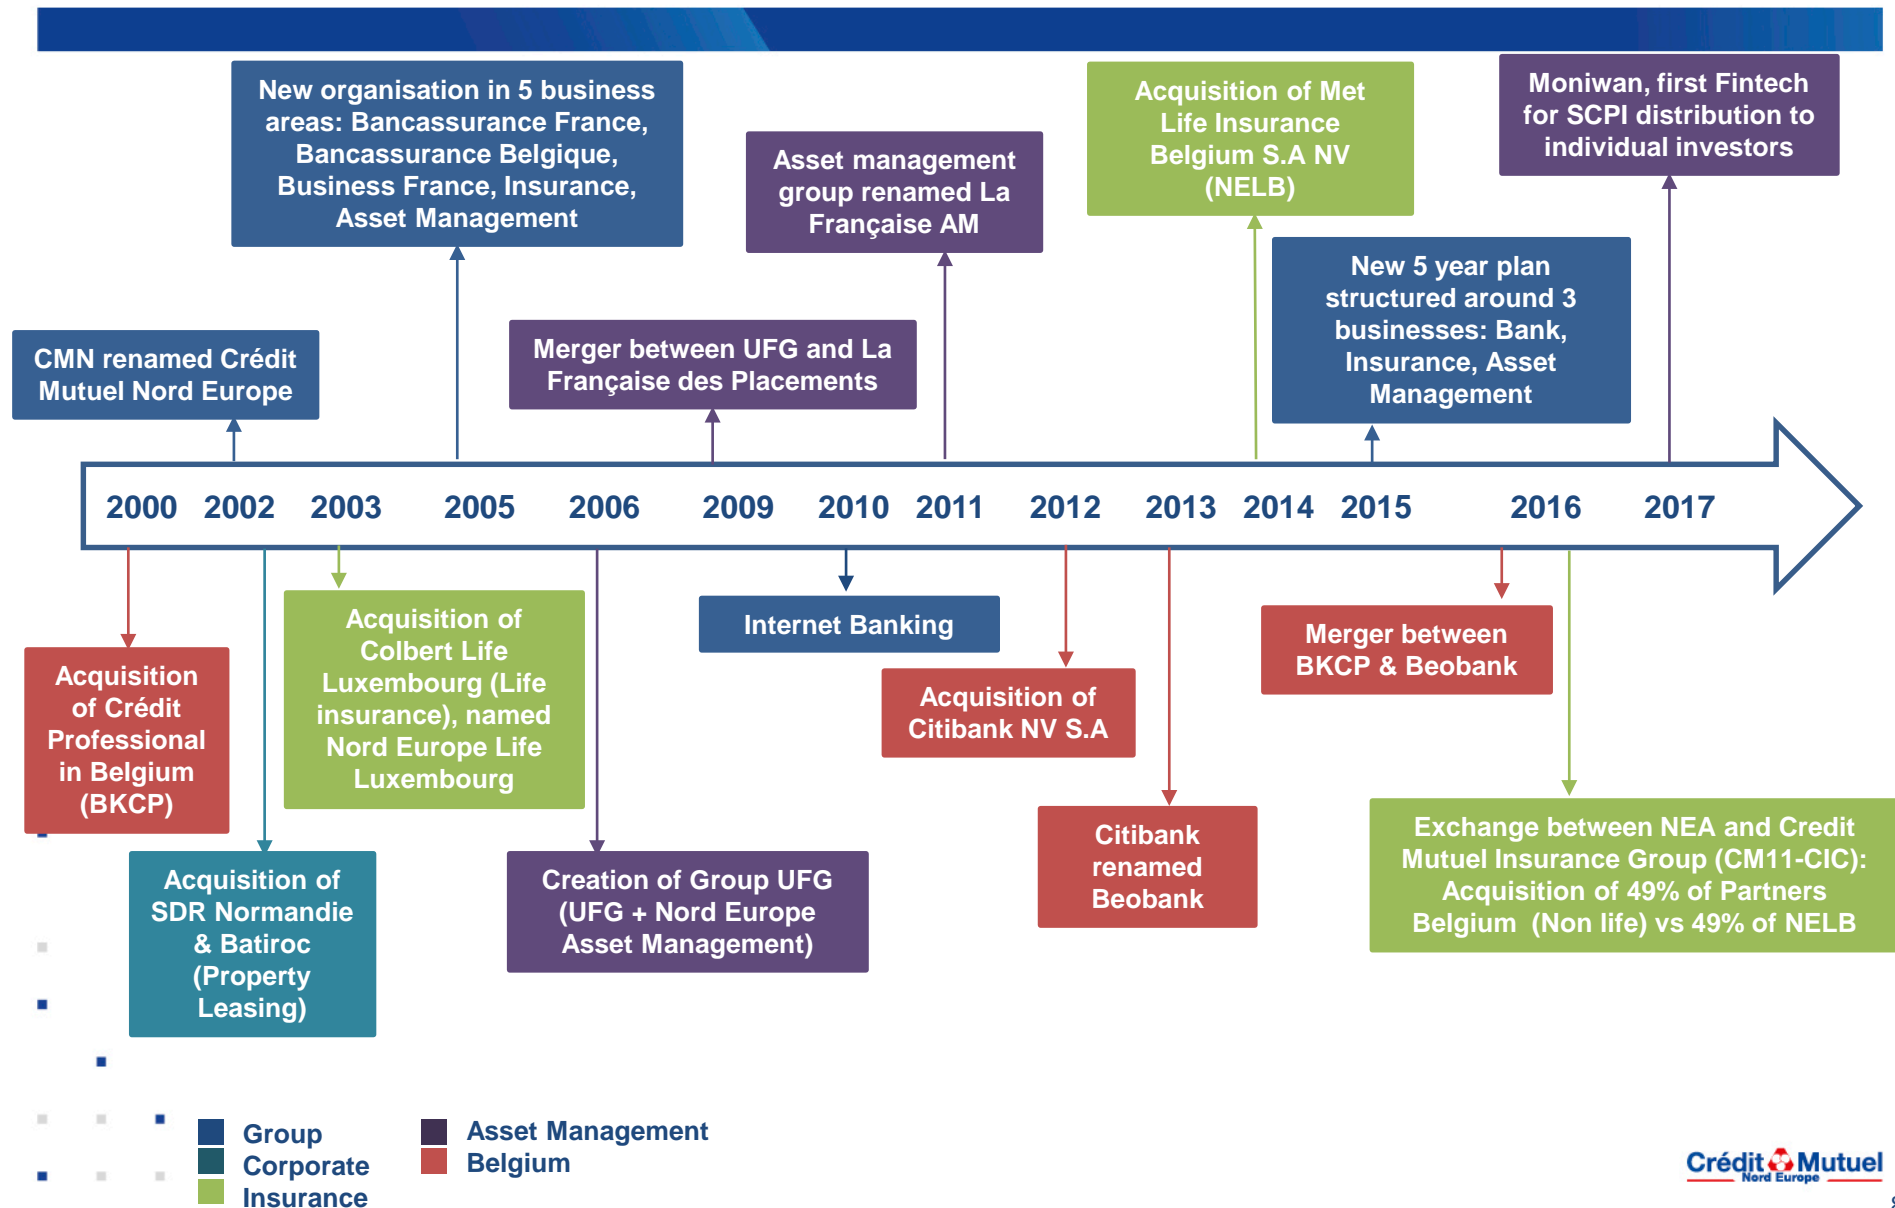 New organisation in 5 business
areas: Bancassurance France,
Bancassurance Belgique,
Business France, Insurance,
Asset Management
Asset management
group renamed La
Française AM
Acquisition of Met
Life Insurance
Belgium S.A NV
(NELB)
Moniwan, first Fintech
for SCPI distribution to
individual investors
CMN renamed Crédit
Mutuel Nord Europe
Merger between UFG and La
Française des Placements
New 5 year plan
structured around 3
businesses: Bank,
Insurance, Asset
Management
2000 2002 2003 2005 2006 2009 2010 2011 2012 2013 2014 2015 2016 2017
Acquisition
of Crédit
Professional
in Belgium
(BKCP)
Acquisition of
SDR Normandie
& Batiroc
(Property
Leasing)
Acquisition of
Colbert Life
Luxembourg (Life
insurance), named
Nord Europe Life
Luxembourg
Creation of Group UFG
(UFG + Nord Europe
Asset Management)
Internet Banking
Acquisition of
Citibank NV S.A
Citibank
renamed
Beobank
Merger between
BKCP & Beobank
Exchange between NEA and Credit
Mutuel Insurance Group (CM11-CIC):
Acquisition of 49% of Partners
Belgium (Non life) vs 49% of NELB
Group
Corporate
Insurance
Asset Management
Belgium
Crédit Mutuel
Nord Europe